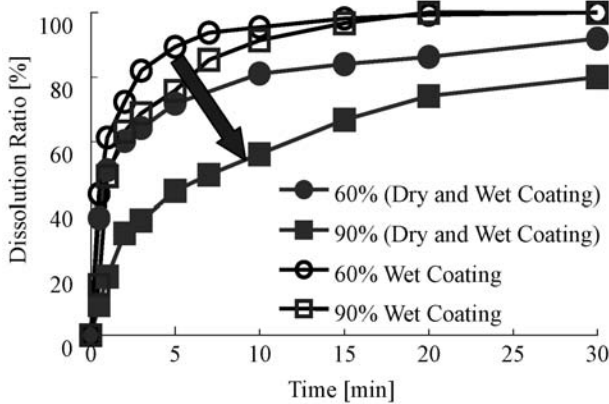 100
80
60
40
20
0
Dissolution Ratio [%]
60% (Dry and Wet Coating)
90% (Dry and Wet Coating)
60% Wet Coating
90% Wet Coating
0 5 10 15 20 25 30
Time [min]